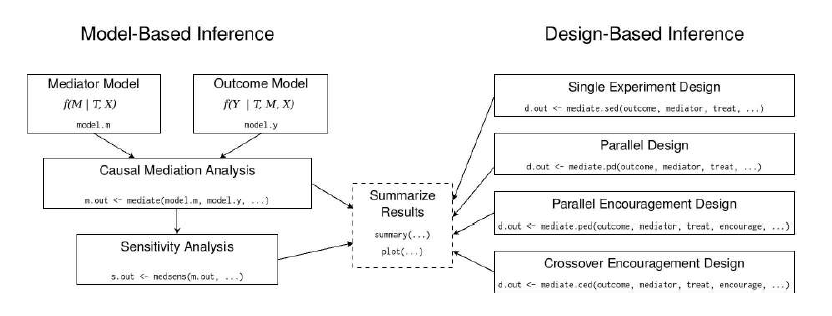 Model-Based Inference
Design-Based Inference
Mediator Model
f(M | T, X)
model.m
Outcome Model
f(Y | T, M, X)
model.y
Causal Mediation Analysis
m.out <- mediate(model.m, model.y, ...)
Sensitivity Analysis
s.out <- medsens(m.out, ...)
Summarize
Results
summary(...)
plot(...)
Single Experiment Design
d.out <- mediate.sed(outcome, mediator, treat, ...)
Parallel Design
d.out <- mediate.pd(outcome, mediator, treat, ...)
Parallel Encouragement Design
d.out <- mediate.ped(outcome, mediator, treat, encourage, ...)
Crossover Encouragement Design
d.out <- mediate.ced(outcome, mediator, treat, encourage, ...)